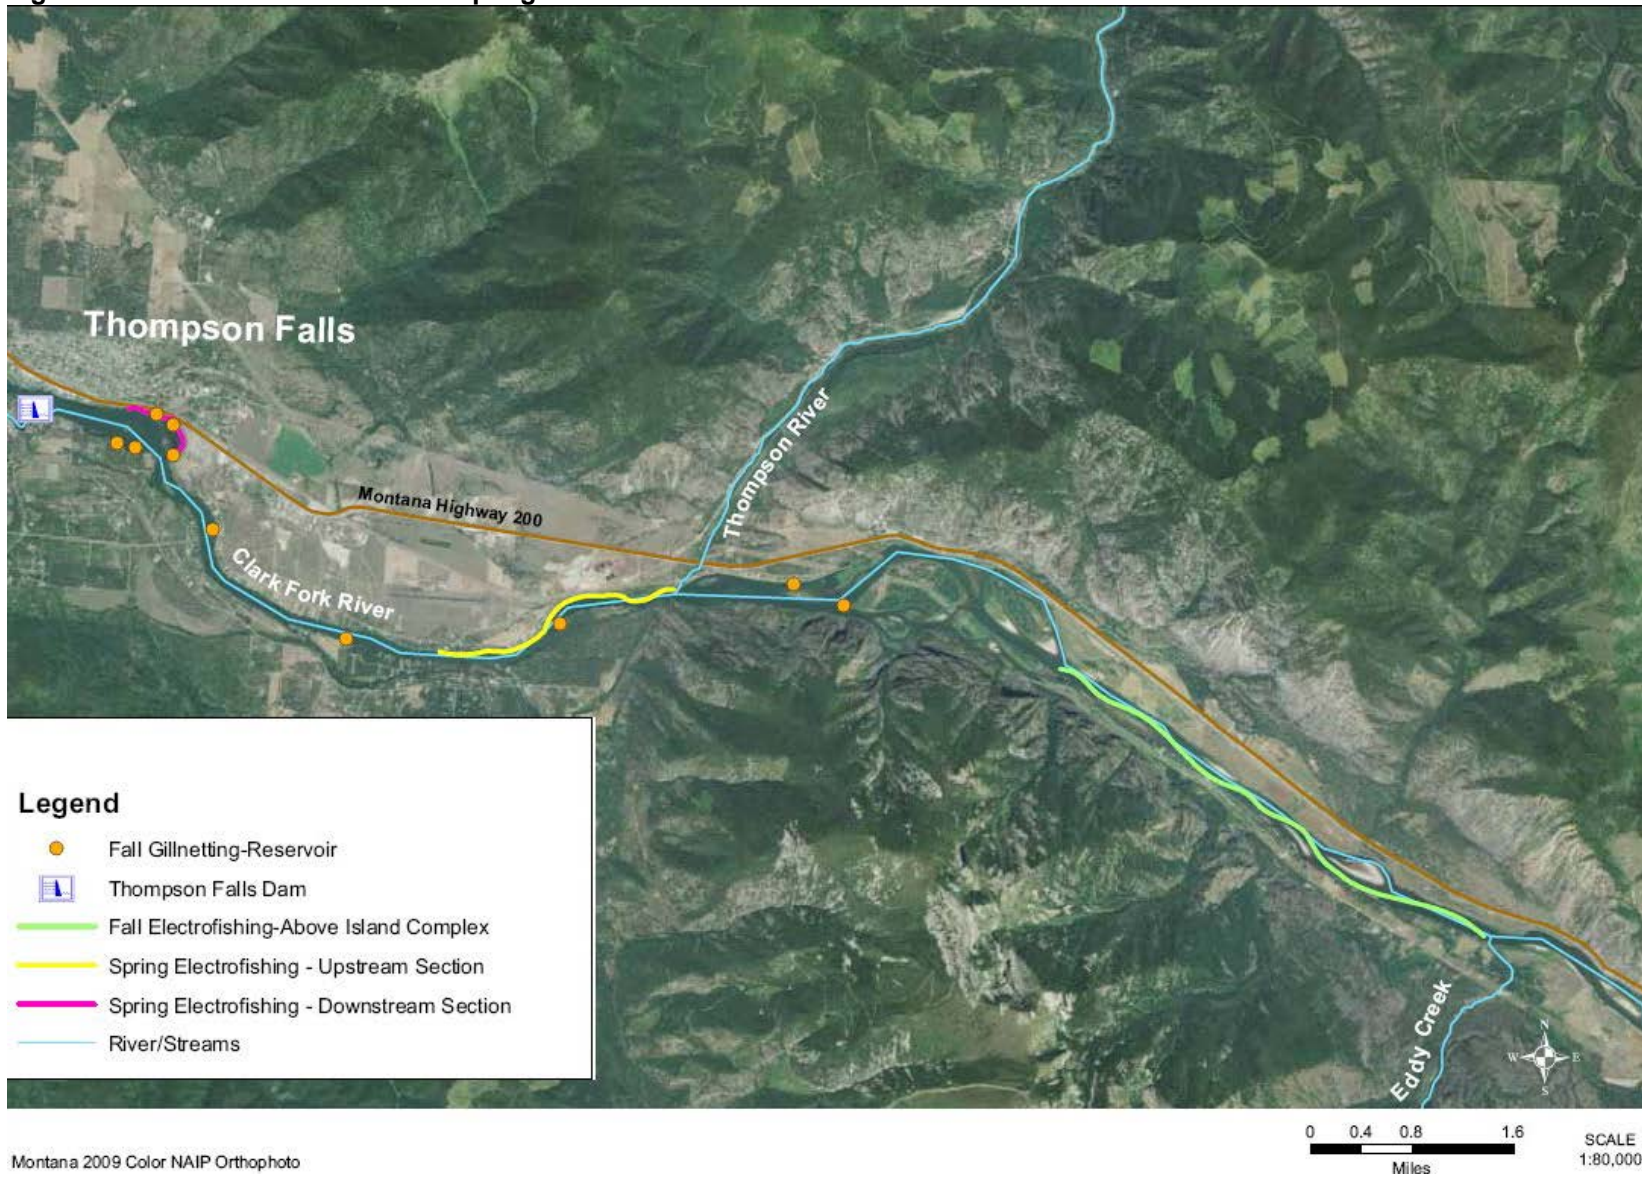 Thompson Falls
Montana Highway 200
Thompson River
Clark Fork River
Eddy Creek
N
W E
S
Legend
Fall Gillnetting-Reservoir
Thompson Falls Dam
Fall Electrofishing-Above Island Complex
Spring Electrofishing - Upstream Section
Spring Electrofishing - Downstream Section
River/Streams
0 0.4 0.8 1.6
Miles
SCALE
1:80,000
Montana 2009 Color NAIP Orthophoto